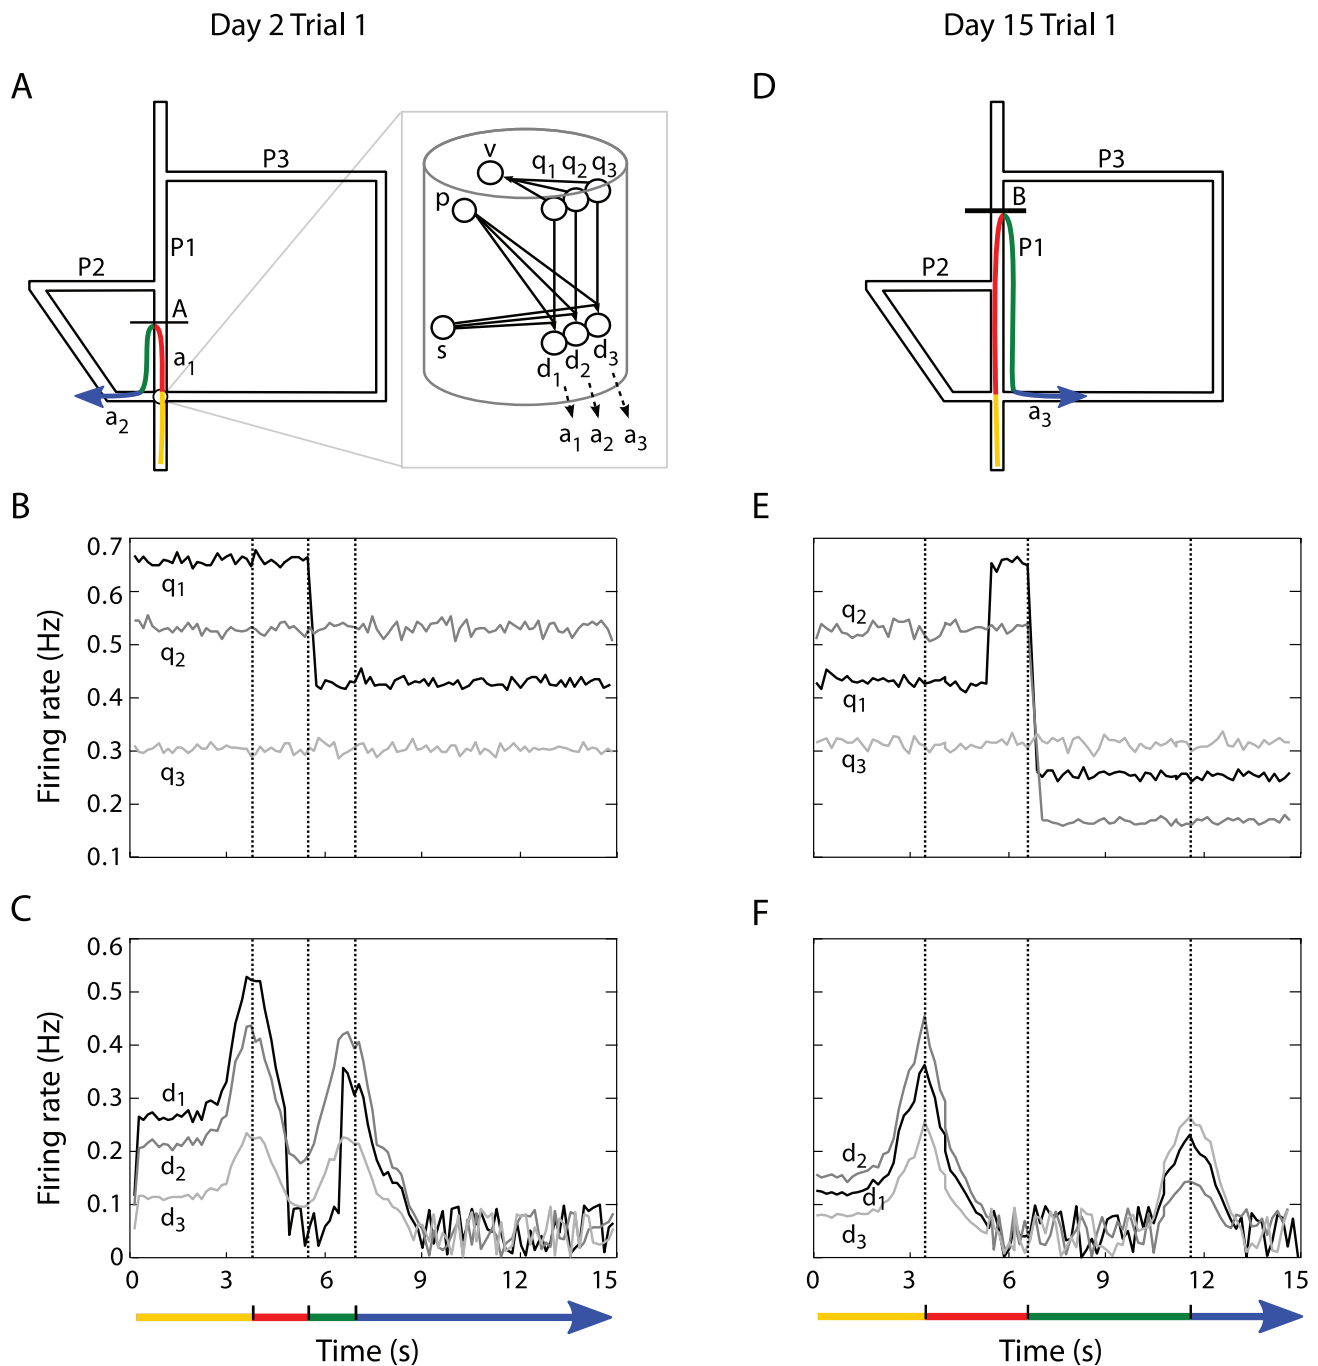 Day 2 Trial 1
Day 15 Trial 1
A
P3
P1
P2
A
a1
a2
v
q1 q2 q3
p
s
d1 d2 d3
a1 a2 a3
D
P3
B
P1
P2
a3
B
Firing rate (Hz)
0.7
0.6
0.5
0.4
0.3
0.2
0.1
q1
q2
q3
E
q2
q1
q3
C
Firing rate (Hz)
0.6
0.5
0.4
0.3
0.2
0.1
0
d1
d2
d3
0 3 6 9 12 15
Time (s)
F
d2
d1
d3
0 3 6 9 12 15
Time (s)